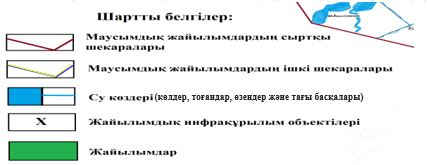 Шартты белгілер:
Маусымдық жайылымдардың сыртқы
шекаралары
Маусымдық жайылымдардың ішкі шекаралары
Су көздері (көлдер, тоғандар, өзендер және тағы басқалары)
X Жайылымдық инфрақұрылым объектілері
Жайылымдар